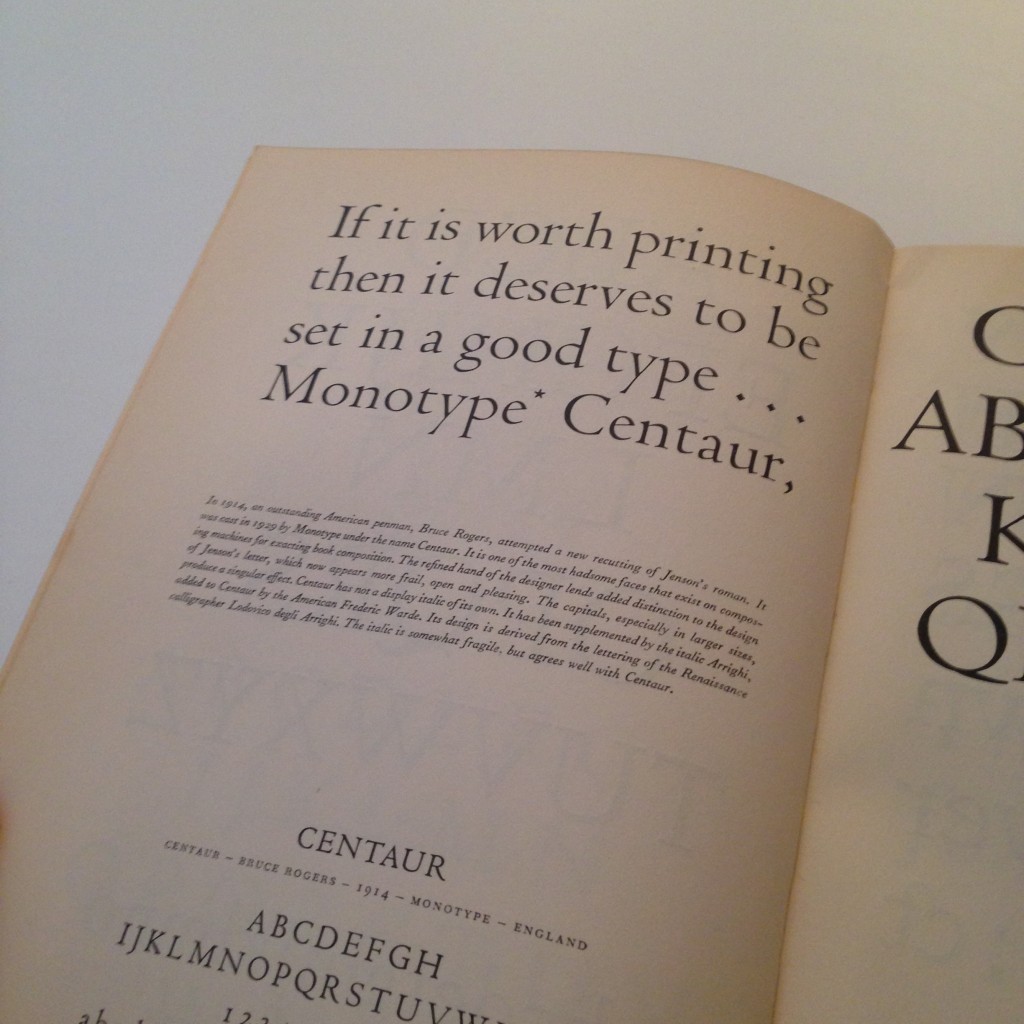 If it is worth printing
then it deserves to be
set in a good type . . .
Monotype* Centaur,
In 1914, an outstanding American penman, Bruce Rogers, attempted a new recutting of Jenson's roman. It
was cast in 1929 by Monotype under the name Centaur. It is one of the most hadsome faces that exist on compos-
ing machines for exacting book composition. The refined hand of the designer lends added distinction to the design
of Jenson's letter, which now appears more frail, open and pleasing. The capitals, especially in larger sizes,
produce a singular effect. Centaur has not a display italic of its own. It has been supplemented by the italic Arrighi,
added to Centaur by the American Frederic Warde. Its design is derived from the lettering of the Renaissance
calligrapher Lodovico degli Arrighi. The italic is somewhat fragile, but agrees well with Centaur.
CENTAUR
CENTAUR – BRUCE ROGERS – 1914 – MONOTYPE – ENGLAND
ABCDEFGH
IJKLMNOPQRSTUVW
C
AB
K
Q